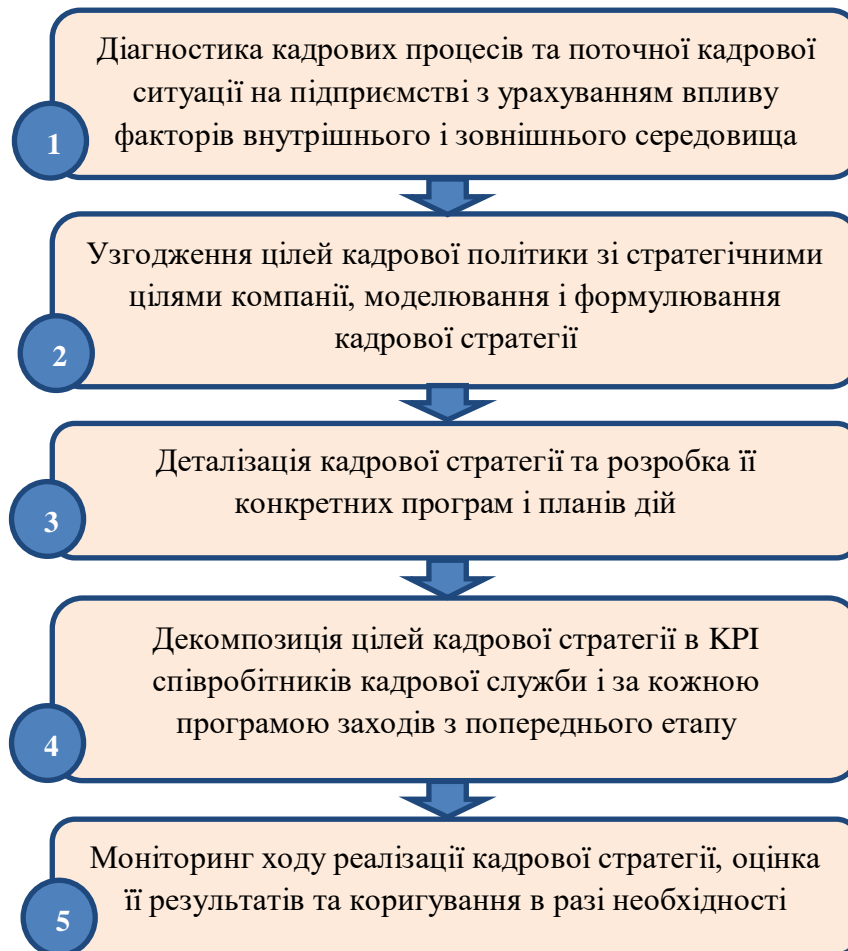 Діагностика кадрових процесів та поточної кадрової
ситуації на підприємстві з урахуванням впливу
факторів внутрішнього і зовнішнього середовища
1
Узгодження цілей кадрової політики зі стратегічними
цілями компанії, моделювання і формулювання
кадрової стратегії
2
Деталізація кадрової стратегії та розробка її
конкретних програм і планів дій
3
Декомпозиція цілей кадрової стратегії в KPI
співробітників кадрової служби і за кожною
програмою заходів з попереднього етапу
4
Моніторинг ходу реалізації кадрової стратегії, оцінка
її результатів та коригування в разі необхідності
5